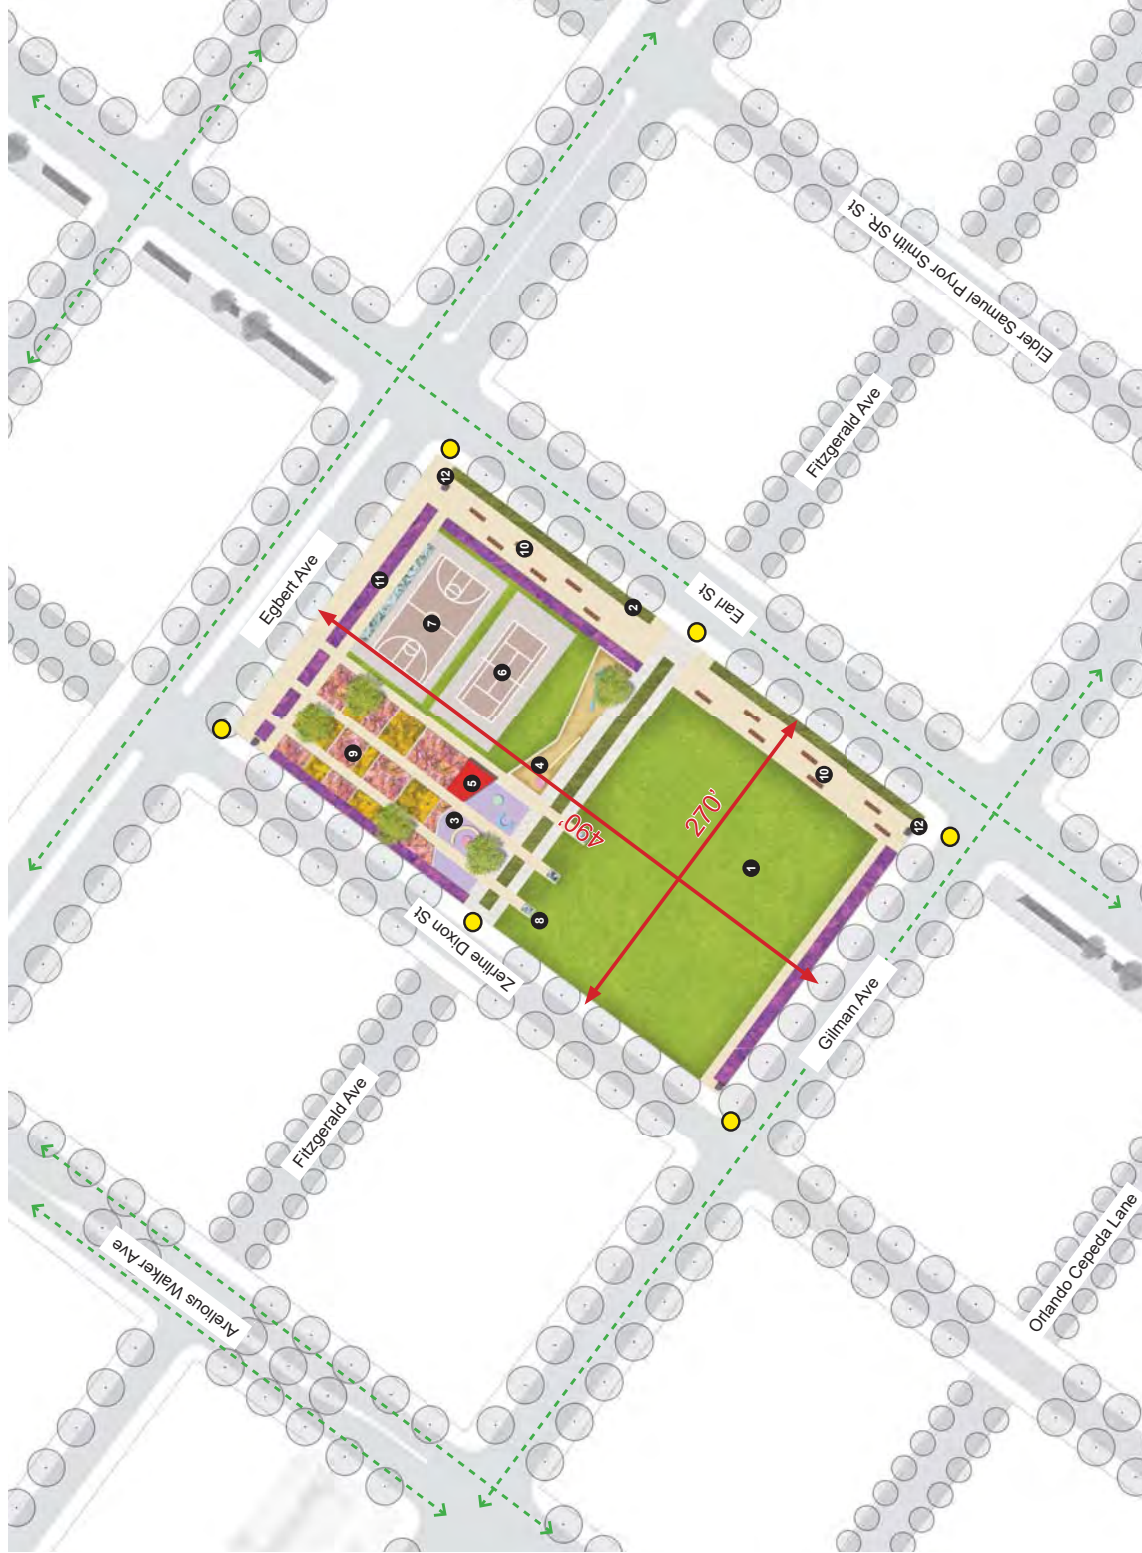 Elder Samuel Pryor Smith SR. St
Fitzgerald Ave
12
10
Egbert Ave
11
2
Earl St
7
6
9
4
5
10
3
490'
270'
12
1
8
Zerline Dixon St
Gilman Ave
Fitzgerald Ave
Arelious Walker Ave
Orlando Cepeda Lane